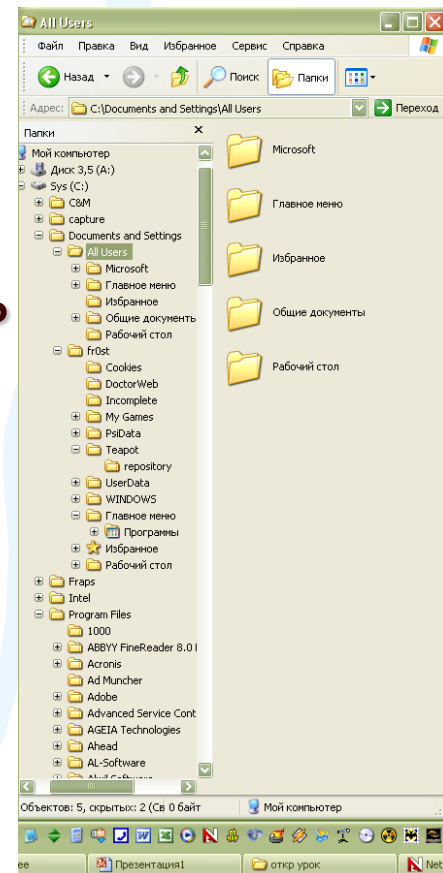 All Users
Файл Правка Вид Избранное Сервис Справка
Назад Поиск Папки
Адрес: C:\Documents and Settings\All Users Переход
Папки
Мой компьютер
Диск 3,5 (A:)
Sys (C:)
C&M
capture
Documents and Settings
All Users
Microsoft
Главное меню
Избранное
Общие документы
Рабочий стол
fr0st
Cookies
DoctorWeb
Incomplete
My Games
PsiData
Teapot
repository
UserData
WINDOWS
Главное меню
Программы
Избранное
Рабочий стол
Fraps
Intel
Program Files
1000
ABBYY FineReader 8.0
Acronis
Ad Muncher
Adobe
Advanced Service Cont
AGEIA Technologies
Ahead
AL-Software
Microsoft
Главное меню
Избранное
Общие документы
Рабочий стол
Объектов: 5, скрытых: 2 (Св 0 байт Мой компьютер
ее Презентация1 откр урок Net